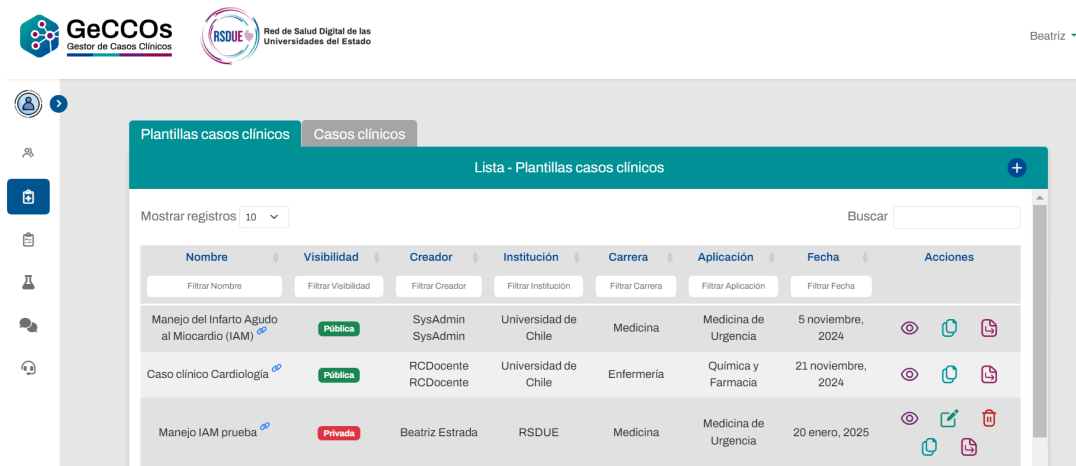 GeCCOs
Gestor de Casos Clínicos
RSDUE
Red de Salud Digital de las
Universidades del Estado
Beatriz
Plantillas casos clínicos
Casos clínicos
Lista - Plantillas casos clínicos
Mostrar registros 10
Buscar
Nombre Visibilidad Creador Institución Carrera Aplicación Fecha Acciones
Filtrar Nombre Filtrar Visibilidad Filtrar Creador Filtrar Institución Filtrar Carrera Filtrar Aplicación Filtrar Fecha
Manejo del Infarto Agudo
al Miocardio (IAM)
Pública
SysAdmin
SysAdmin
Universidad de
Chile
Medicina
Medicina de
Urgencia
5 noviembre,
2024
Caso clínico Cardiología
Pública
RCDocente
RCDocente
Universidad de
Chile
Enfermería
Química y
Farmacia
21 noviembre,
2024
Manejo IAM prueba
Privada
Beatriz Estrada
RSDUE
Medicina
Medicina de
Urgencia
20 enero, 2025